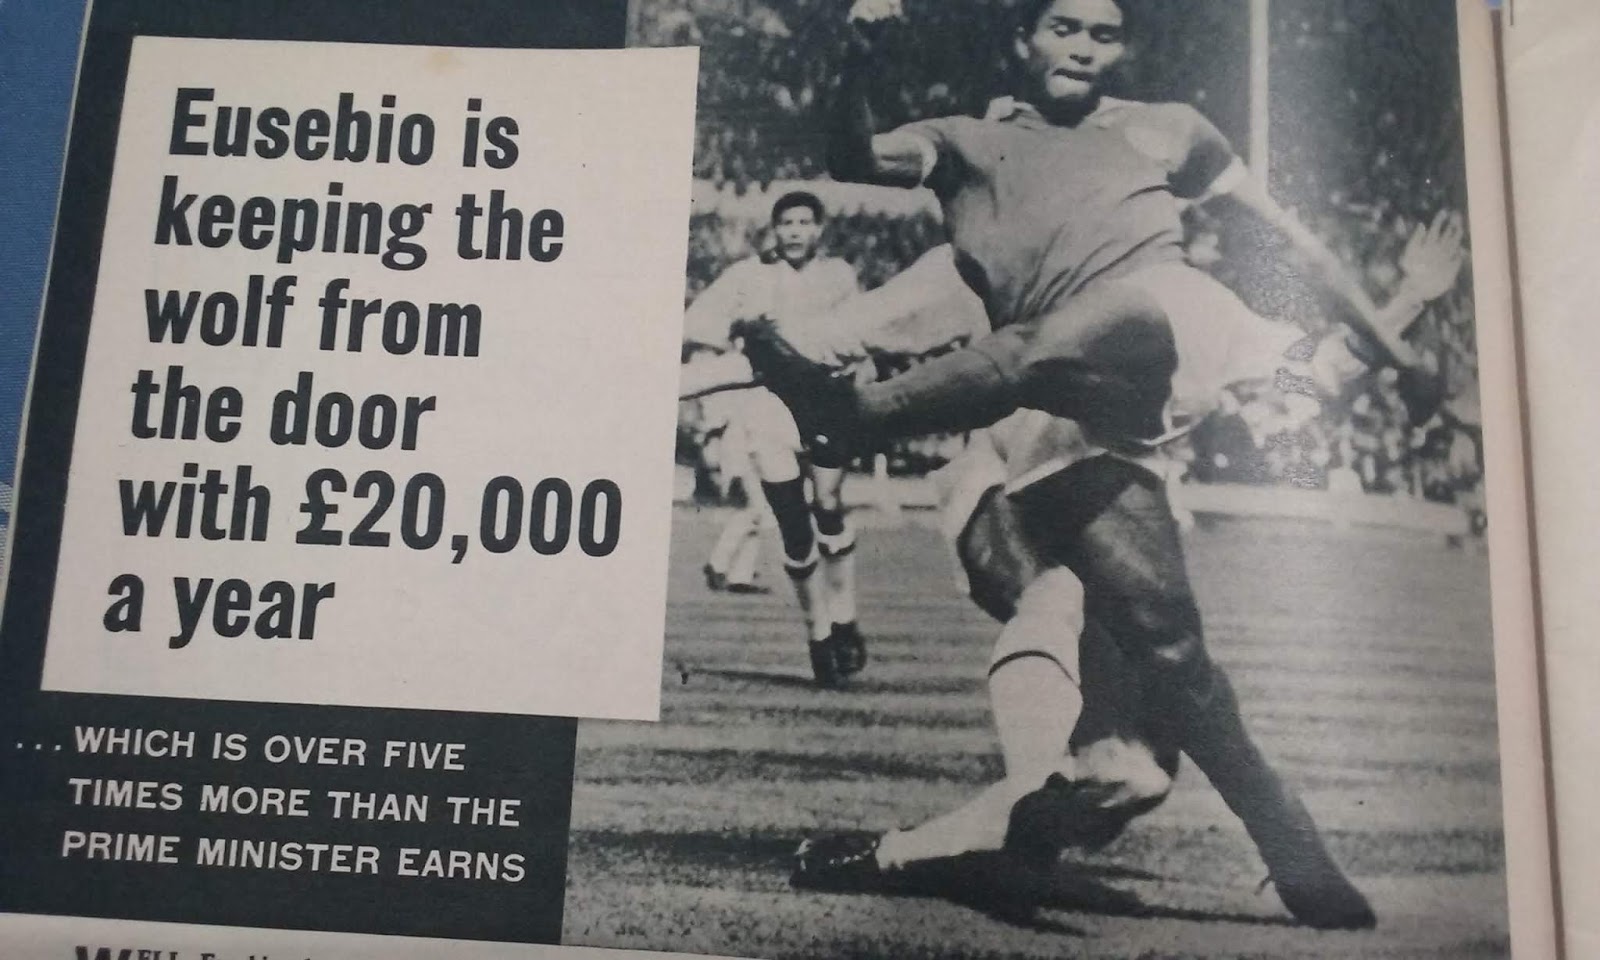 Eusebio is
keeping the
wolf from
the door
with £20,000
a year
...WHICH IS OVER FIVE
TIMES MORE THAN THE
PRIME MINISTER EARNS
WELL